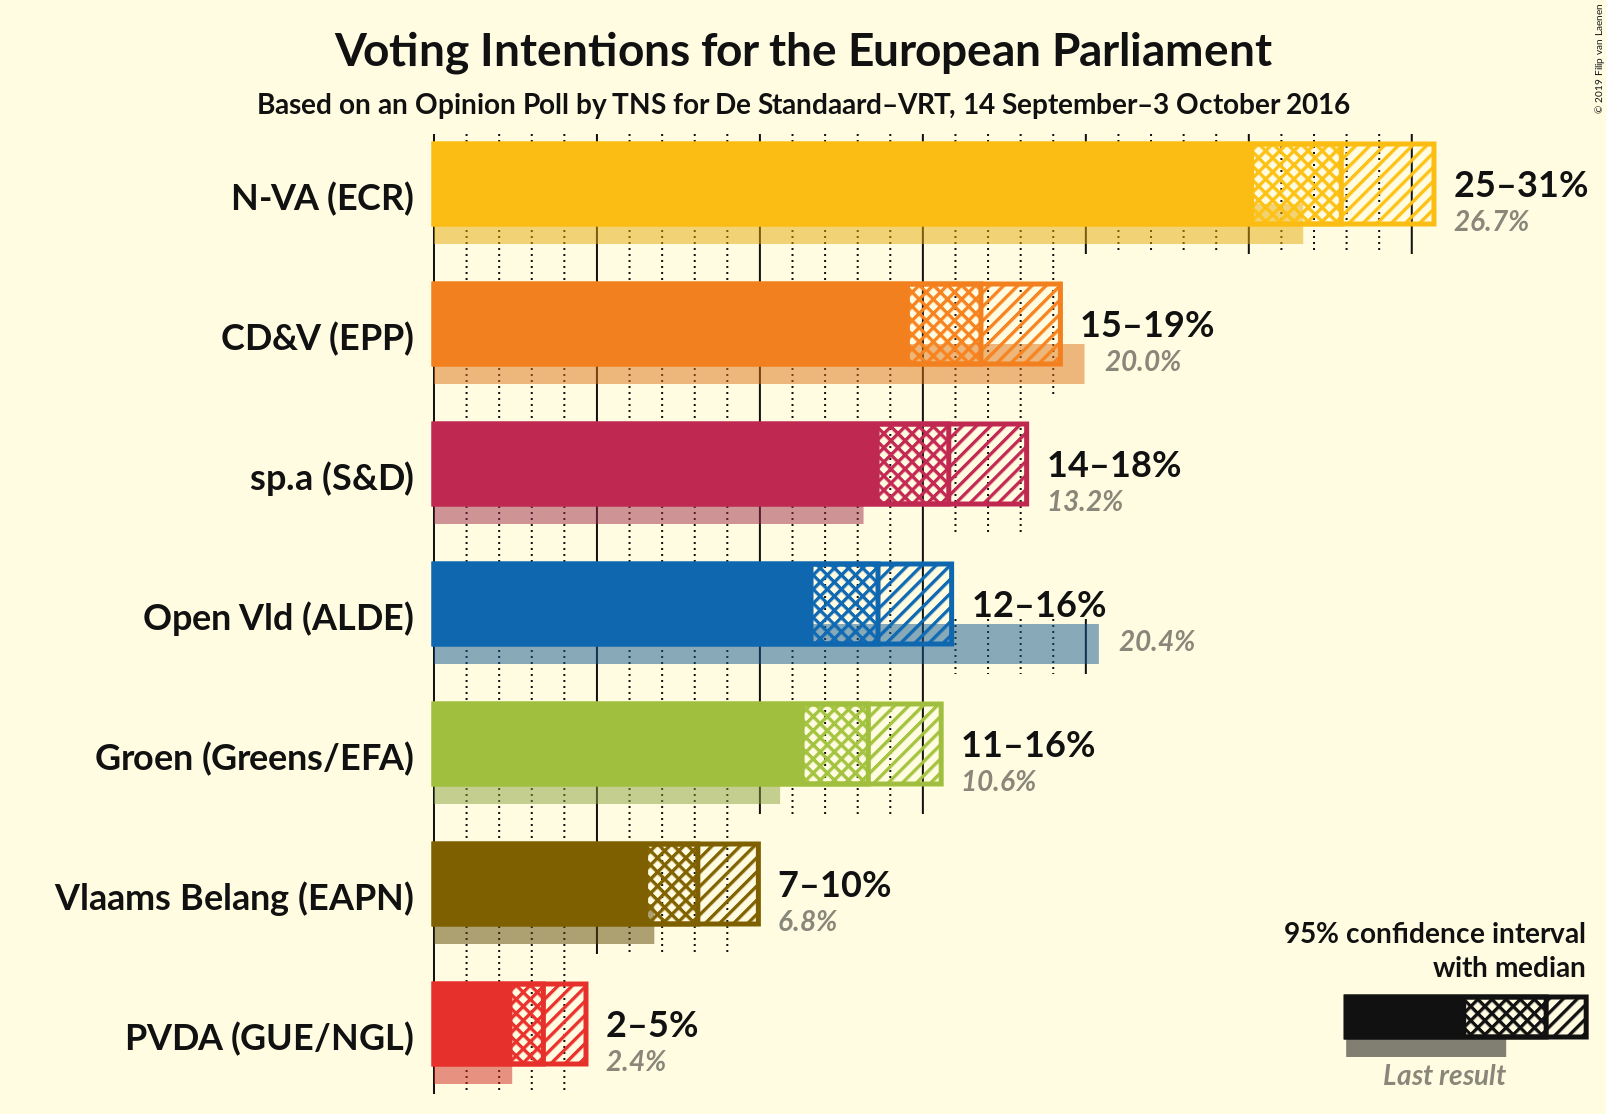 Voting Intentions for the European Parliament
Based on an Opinion Poll by TNS for De Standaard–VRT, 14 September–3 October 2016
© 2019 Filip van Laenen
N-VA (ECR)
25–31%
26.7%
CD&V (EPP)
15–19%
20.0%
sp.a (S&D)
14–18%
13.2%
Open Vld (ALDE)
12–16%
20.4%
Groen (Greens/EFA)
11–16%
10.6%
Vlaams Belang (EAPN)
7–10%
6.8%
PVDA (GUE/NGL)
2–5%
2.4%
95% confidence interval
with median
Last result